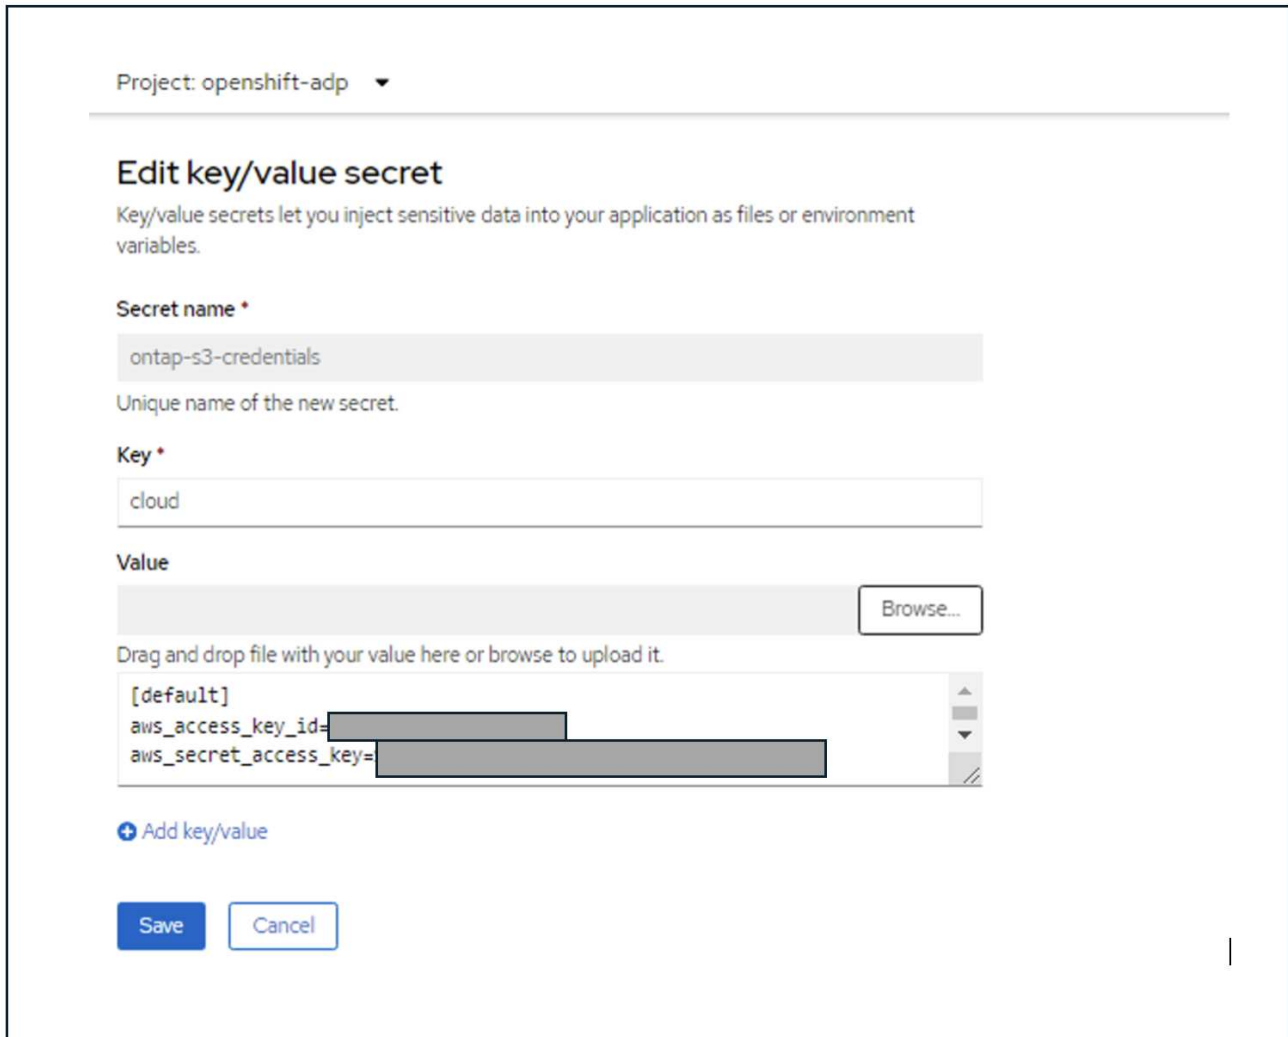 Project: openshift-adp
Edit key/value secret
Key/value secrets let you inject sensitive data into your application as files or environment
variables.
Secret name *
ontap-s3-credentials
Unique name of the new secret.
Key *
cloud
Value
Browse...
Drag and drop file with your value here or browse to upload it.
[default]
aws_access_key_id=
aws_secret_access_key=
Add key/value
Save
Cancel